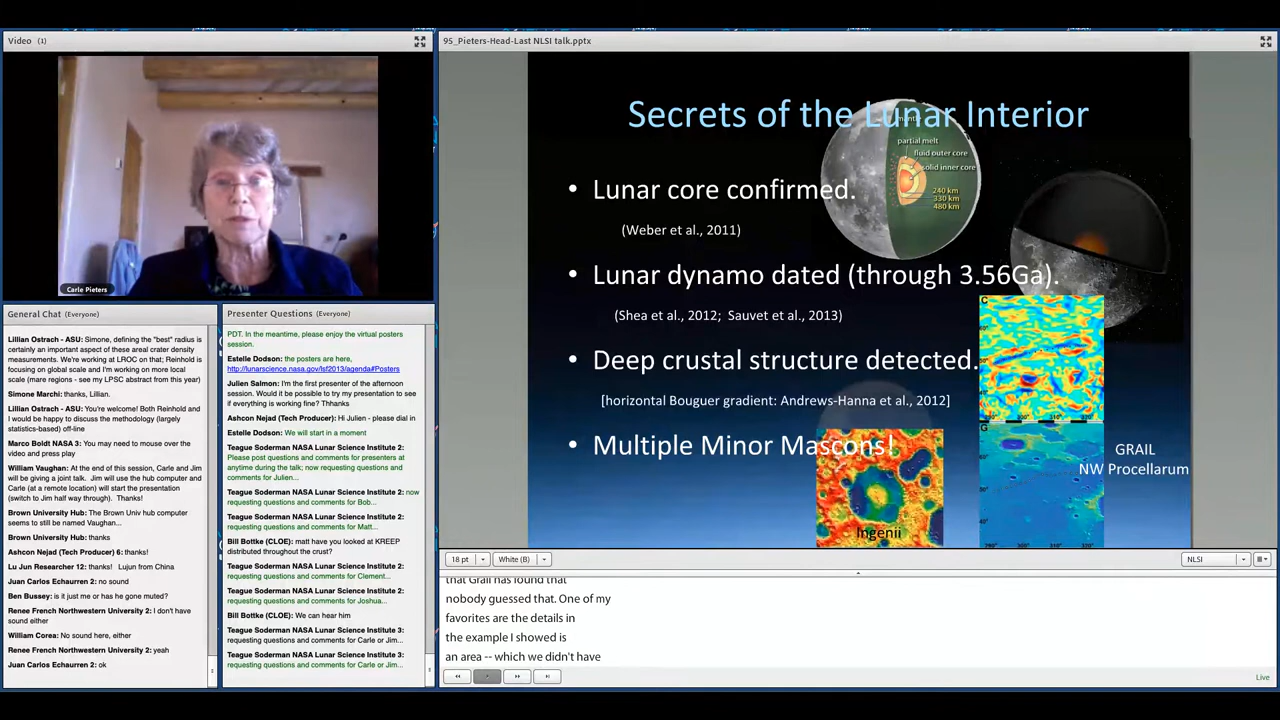 Video (1)
Carle Pieters
General Chat (Everyone)
Lillian Ostrach - ASU: Simone, defining the "best" radius is
certainly an important aspect of these areal crater density
measurements. We're working at LROC on that; Reinhold is
focusing on global scale and I'm working on more local
scale (mare regions - see my LPSC abstract from this year)
Simone Marchi: thanks, Lillian.
Lillian Ostrach - ASU: You're welcome! Both Reinhold and
I would be happy to discuss the methodology (largely
statistics-based) off-line
Marco Boldt NASA 3: You may need to mouse over the
video and press play
William Vaughan: At the end of this session, Carle and Jim
will be giving a joint talk. Jim will use the hub computer and
Carle (at a remote location) will start the presentation
(switch to Jim half way through). Thanks!
Brown University Hub: The Brown Univ hub computer
seems to still be named Vaughan...
Brown University Hub: thanks
Ashcon Nejad (Tech Producer) 6: thanks!
Lu Jun Researcher 12: thanks! Lujun from China
Juan Carlos Echaurren 2: no sound
Ben Bussey: is it just me or has he gone muted?
Renee French Northwestern University 2: I don't have
sound either
William Corea: No sound here, either
Renee French Northwestern University 2: yeah
Juan Carlos Echaurren 2: ok
Presenter Questions (Everyone)
PDT. In the meantime, please enjoy the virtual posters
session.
Estelle Dodson: the posters are here,
http://lunarscience.nasa.gov/lsf2013/agenda#Posters
Julien Salmon: I'm the first presenter of the afternoon
session. Would it be possible to try my presentation to
see if everything is working fine? Thhanks
Ashcon Nejad (Tech Producer): Hi Julien - please dial in
Estelle Dodson: We will start in a moment
Teague Soderman NASA Lunar Science Institute 2:
Please post questions and comments for presenters at
anytime during the talk; now requesting questions and
comments for Julien...
Teague Soderman NASA Lunar Science Institute 2: now
requesting questions and comments for Bob...
Teague Soderman NASA Lunar Science Institute 2:
requesting questions and comments for Matt...
Bill Bottke (CLOE): matt have you looked at KREEP
distributed throughout the crust?
Teague Soderman NASA Lunar Science Institute 2:
requesting questions and comments for Clement...
Teague Soderman NASA Lunar Science Institute 2:
requesting questions and comments for Joshua...
Bill Bottke (CLOE): We can hear him
Teague Soderman NASA Lunar Science Institute 3:
requesting questions and comments for Carle or Jim...
Teague Soderman NASA Lunar Science Institute 3:
requesting questions and comments for Carle or Jim...
95_Pieters-Head-Last NLSI talk.pptx
Secrets of the Lunar Interior
mantle
partial melt
fluid outer core
solid inner core
240 km
330 km
480 km
• Lunar core confirmed.
(Weber et al., 2011)
• Lunar dynamo dated (through 3.56Ga).
(Shea et al., 2012; Sauvet et al., 2013)
• Deep crustal structure detected.
[horizontal Bouguer gradient: Andrews-Hanna et al., 2012]
• Multiple Minor Mascons!
Ingenii
C
G
GRAIL
NW Procellarum
18 pt
White (B)
NLSI
that Grail has found that
nobody guessed that. One of my
favorites are the details in
the example I showed is
an area -- which we didn't have
Live